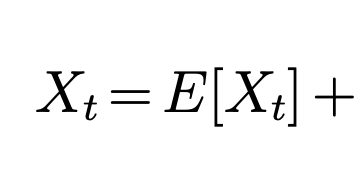 X_t = E[X_t] +